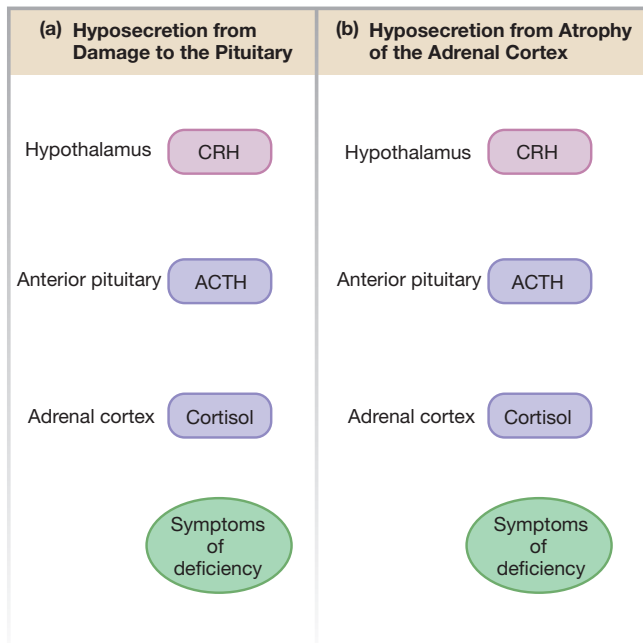 (a) Hyposecretion from
Damage to the Pituitary
Hypothalamus CRH
Anterior pituitary ACTH
Adrenal cortex Cortisol
Symptoms
of
deficiency
(b) Hyposecretion from Atrophy
of the Adrenal Cortex
Hypothalamus CRH
Anterior pituitary ACTH
Adrenal cortex Cortisol
Symptoms
of
deficiency